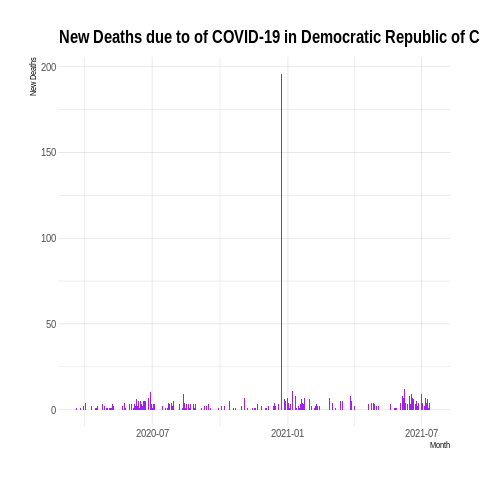 New Deaths due to of COVID-19 in Democratic Republic of C
New Deaths
200
150
100
50
0
2020-07
2021-01
2021-07
Month